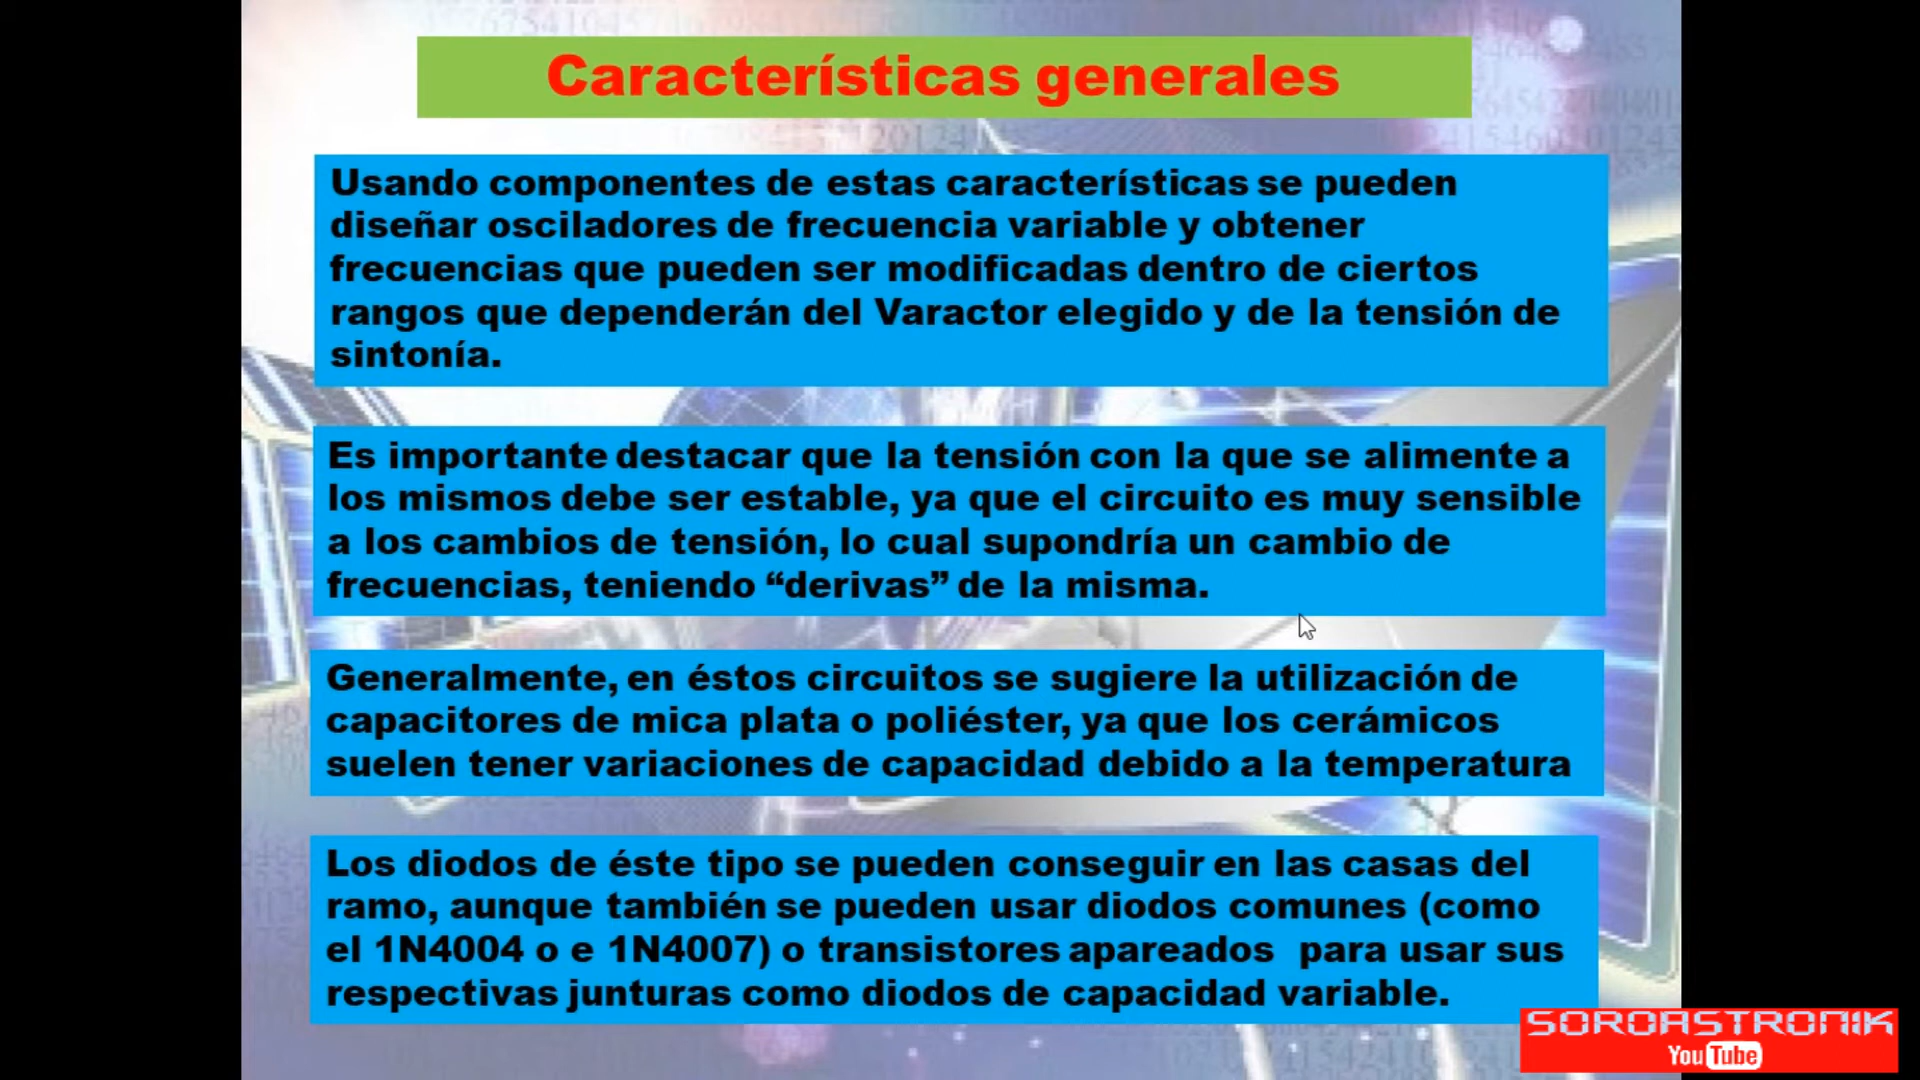 Características generales
Usando componentes de estas características se pueden
diseñar osciladores de frecuencia variable y obtener
frecuencias que pueden ser modificadas dentro de ciertos
rangos que dependerán del Varactor elegido y de la tensión de
sintonía.
Es importante destacar que la tensión con la que se alimente a
los mismos debe ser estable, ya que el circuito es muy sensible
a los cambios de tensión, lo cual supondría un cambio de
frecuencias, teniendo “derivas” de la misma.
Generalmente, en éstos circuitos se sugiere la utilización de
capacitores de mica plata o poliéster, ya que los cerámicos
suelen tener variaciones de capacidad debido a la temperatura
Los diodos de éste tipo se pueden conseguir en las casas del
ramo, aunque también se pueden usar diodos comunes (como
el 1N4004 o e 1N4007) o transistores apareados para usar sus
respectivas junturas como diodos de capacidad variable.
SOROASTRONIK
YouTube